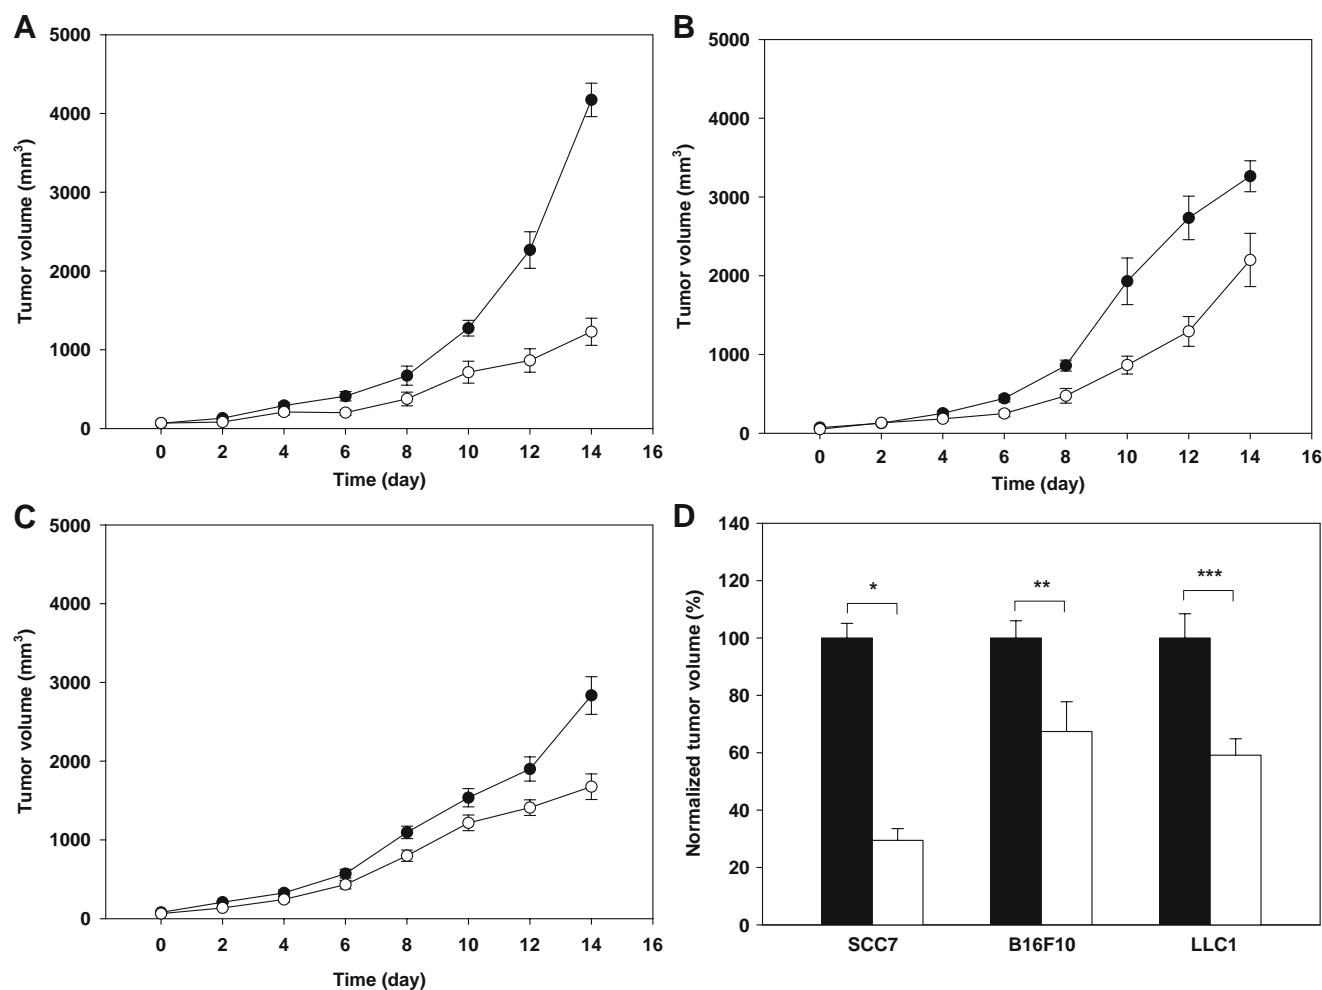 A
5000
4000
3000
2000
1000
0
Tumor volume (mm³)
0 2 4 6 8 10 12 14 16
Time (day)
B
5000
4000
3000
2000
1000
0
Tumor volume (mm³)
0 2 4 6 8 10 12 14 16
Time (day)
C
5000
4000
3000
2000
1000
0
Tumor volume (mm³)
0 2 4 6 8 10 12 14 16
Time (day)
D
140
120
100
80
60
40
20
0
Normalized tumor volume (%)
* ** ***
SCC7 B16F10 LLC1